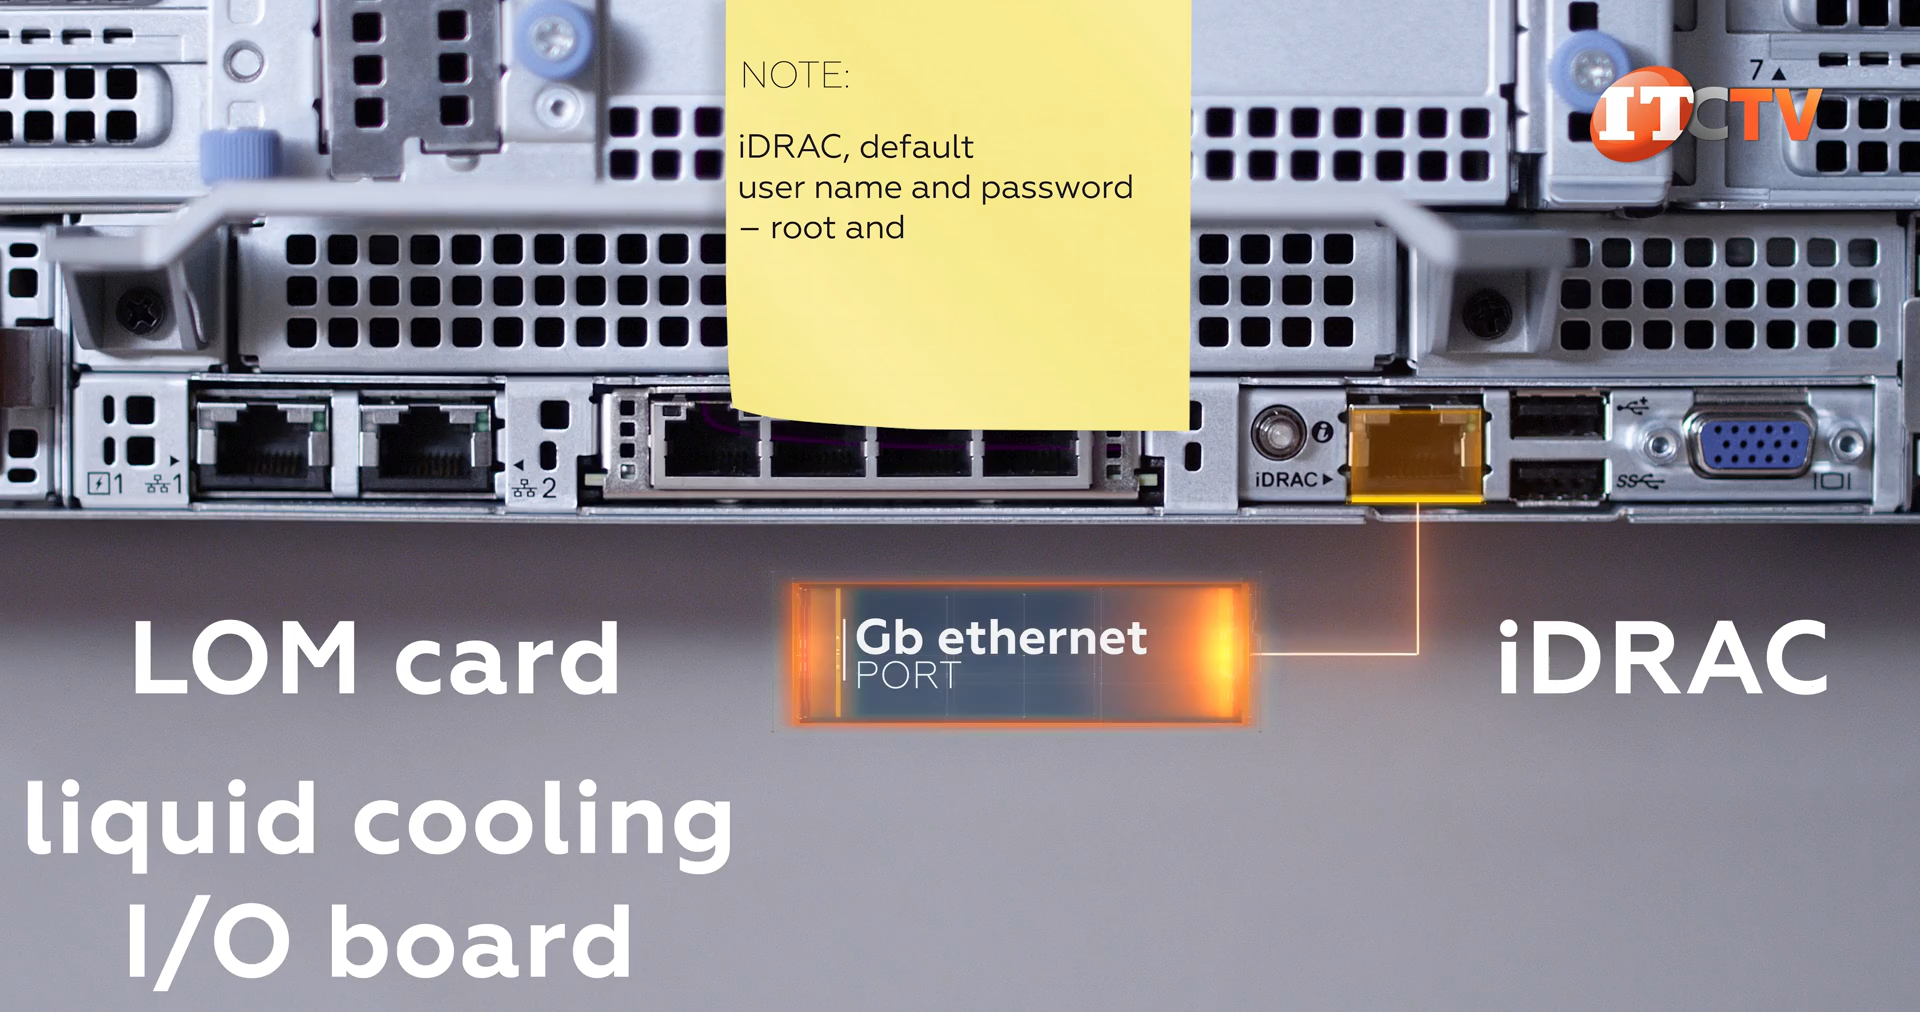 NOTE:
iDRAC, default
user name and password
– root and
7
ITCTV
1
1
2
iDRAC
SS
Gb ethernet
PORT
LOM card
iDRAC
liquid cooling
I/O board